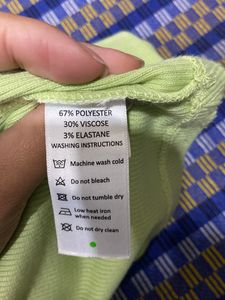 67% POLYESTER
30% VISCOSE
3% ELASTANE
WASHING INSTRUCTIONS
Machine wash cold
Do not bleach
Do not tumble dry
Low heat iron
when needed
Do not dry clean